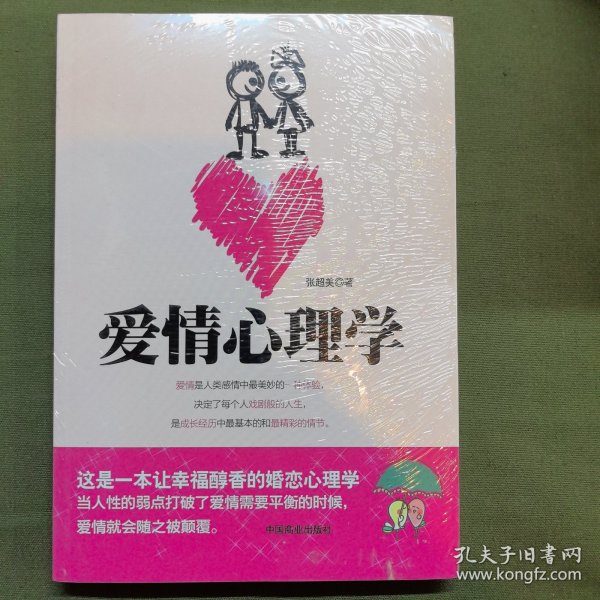 张超美◎著
爱情心理学
爱情是人类感情中最美妙的一种体验，
决定了每个人戏剧般的人生，
是成长经历中最基本的和最精彩的情节。
这是一本让幸福醇香的婚恋心理学
当人性的弱点打破了爱情需要平衡的时候，
爱情就会随之被颠覆。
中国商业出版社
孔夫子旧书网
www.kongfz.com